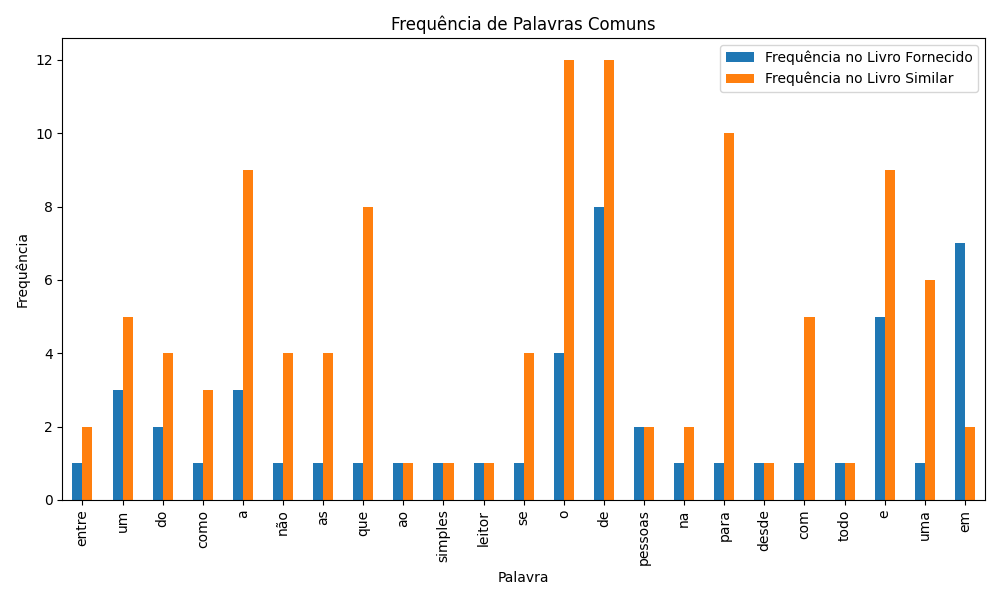 Frequência de Palavras Comuns
Frequência no Livro Fornecido
Frequência no Livro Similar
Frequência
12
10
8
6
4
2
0
entre
um
do
como
a
não
as
que
ao
simples
leitor
se
o
de
pessoas
na
para
desde
com
todo
e
uma
em
Palavra